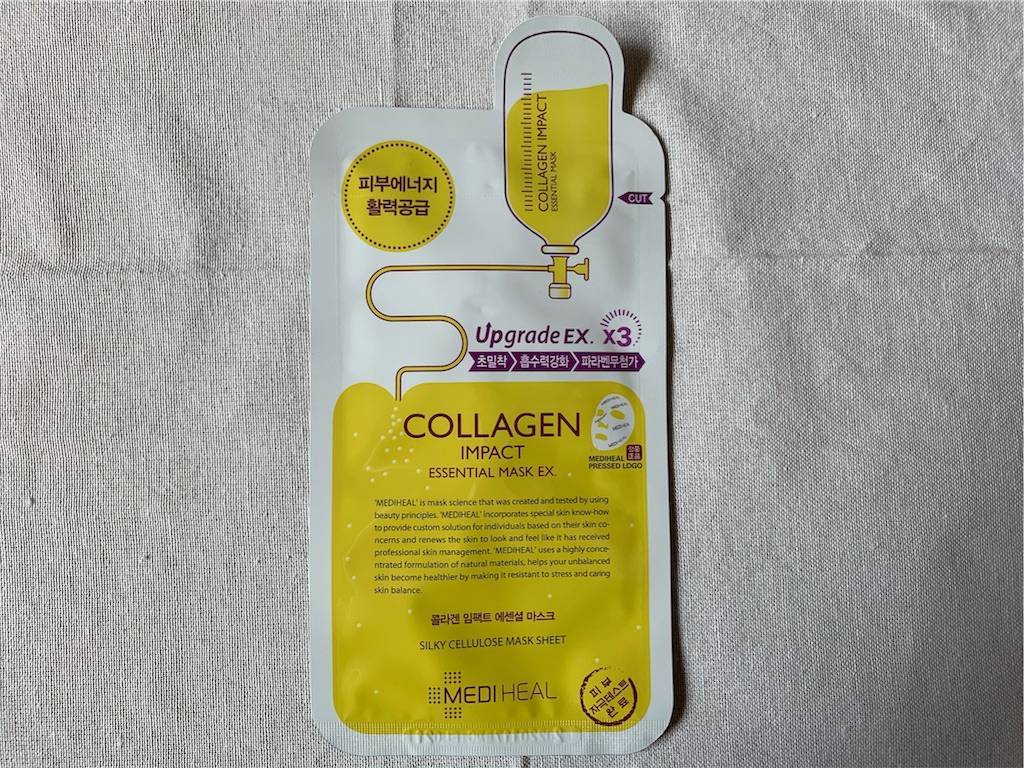 COLLAGEN IMPACT
ESSENTIAL MASK
CUT
피부에너지
활력공급
Upgrade EX. X3
초밀착 흡수력강화 파라벤무첨가
COLLAGEN
IMPACT
ESSENTIAL MASK EX.
MEDIHEAL
MEDIHEAL
MEDIHEAL
MEDIHEAL
MEDIHEAL 정품
PRESSED LOGO
'MEDIHEAL' is mask science that was created and tested by using
beauty principles. 'MEDIHEAL' incorporates special skin know-how
to provide custom solution for individuals based on their skin co-
ncerns and renews the skin to look and feel like it has received
professional skin management. 'MEDIHEAL' uses a highly conce-
ntrated formulation of natural materials, helps your unbalanced
skin become healthier by making it resistant to stress and caring
skin balance.
콜라겐 임팩트 에센셜 마스크
SILKY CELLULOSE MASK SHEET
MEDIHEAL
피부
자극테스트
완료